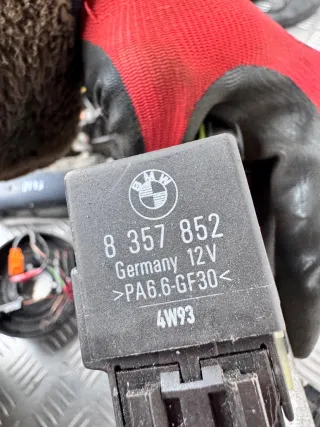 BMW
8 357 852
Germany 12V
>PA6.6-GF30<
4W93